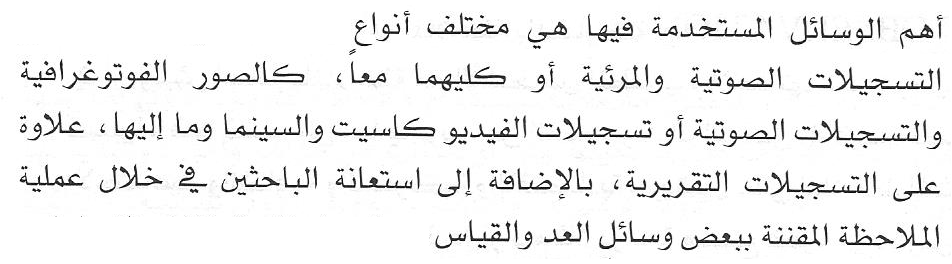 أهم الوسائل المستخدمة فيها هي مختلف أنواع
التسجيلات الصوتية والمرئية أو كليهما معاً، كالصور الفوتوغرافية
والتسجيلات الصوتية أو تسجيلات الفيديو كاسيت والسينما وما إليها، علاوة
على التسجيلات التقريرية، بالإضافة إلى استعانة الباحثين في خلال عملية
الملاحظة المقننة ببعض وسائل العد والقياس